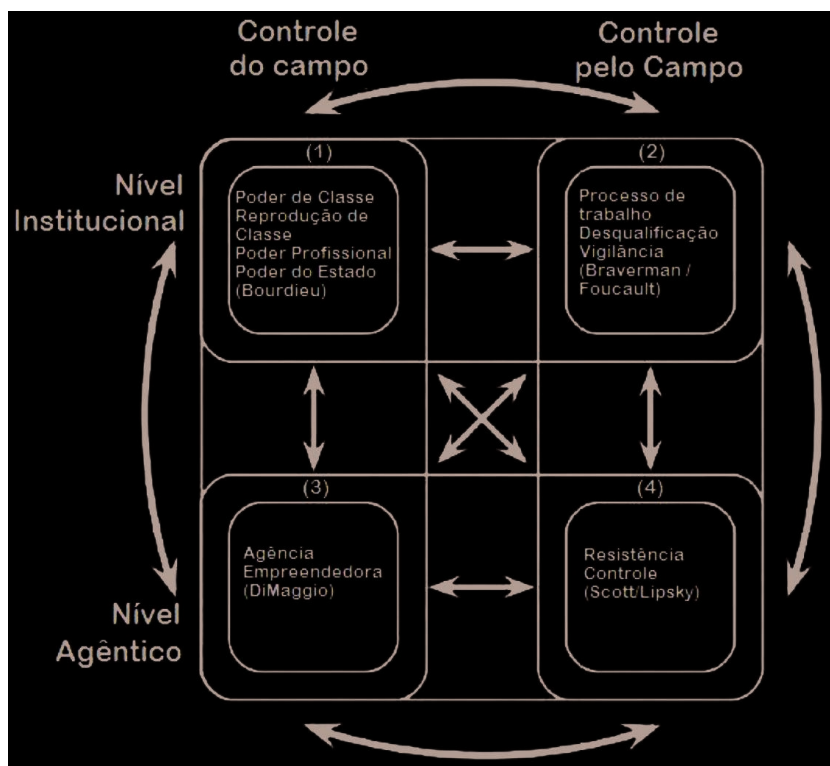 Controle
do campo
Controle
pelo Campo
Nível
Institucional
(1)
Poder de Classe
Reprodução de
Classe
Poder Profissional
Poder do Estado
(Bourdieu)
(2)
Processo de
trabalho
Desqualificação
Vigilância
(Braverman /
Foucault)
Nível
Agêntico
(3)
Agência
Empreendedora
(DiMaggio)
(4)
Resistência
Controle
(Scott/Lipsky)